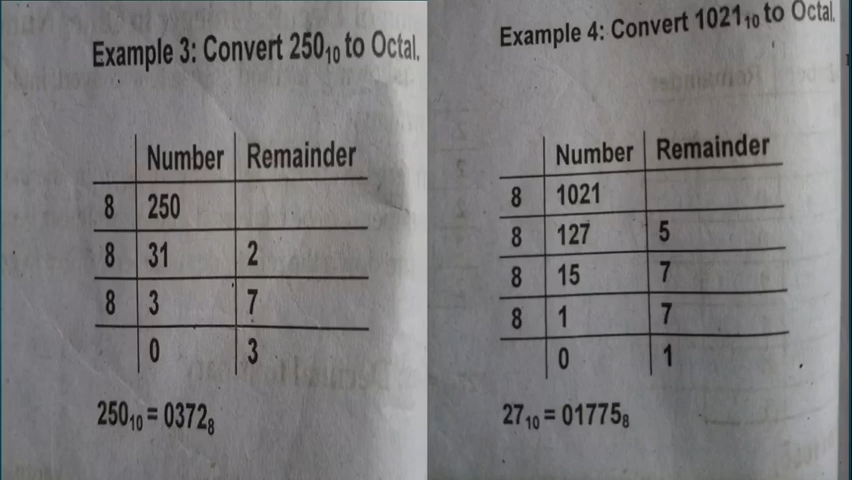 Example 3: Convert 250₁₀ to Octal.
Number Remainder
8 250
8 31 2
8 3 7
0 3
250₁₀ = 0372₈
Example 4: Convert 1021₁₀ to Octal.
Number Remainder
8 1021
8 127 5
8 15 7
8 1 7
0 1
27₁₀ = 01775₈